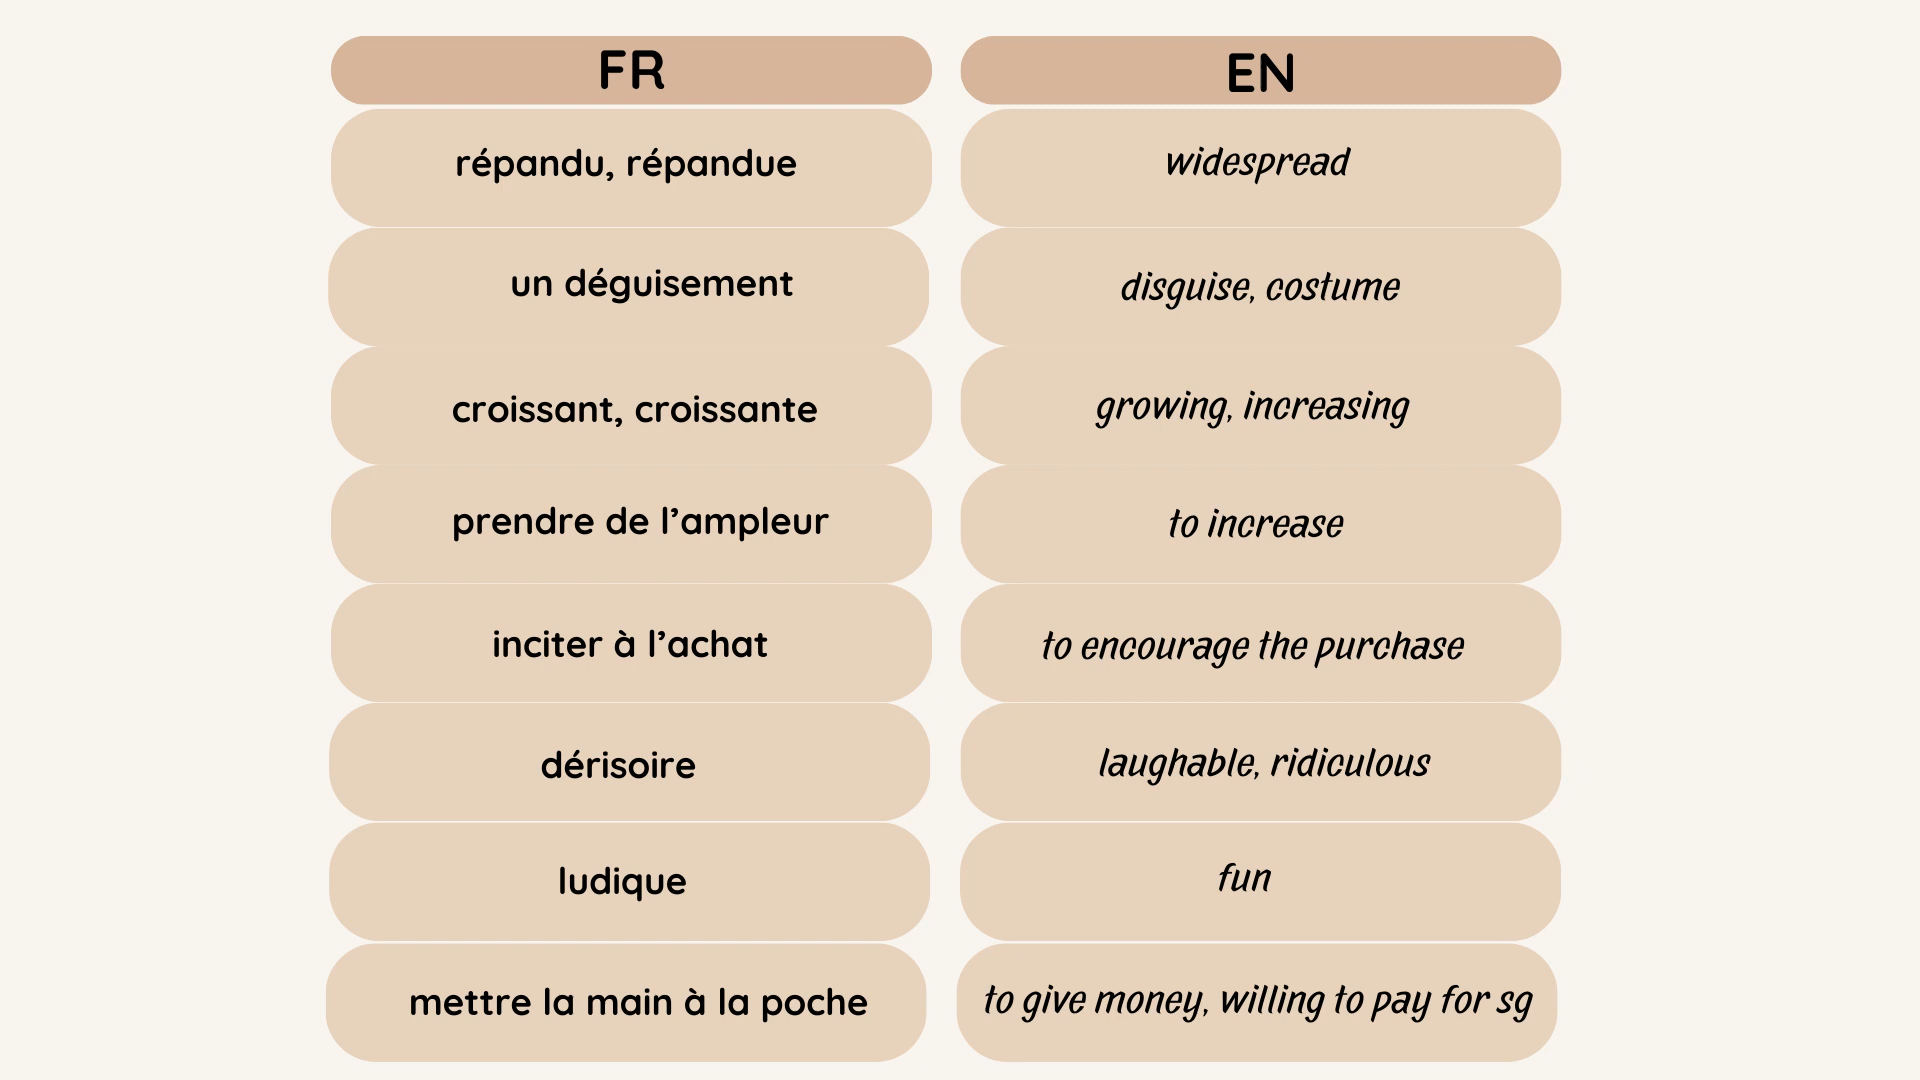 FR EN
répandu, répandue widespread
un déguisement disguise, costume
croissant, croissante growing, increasing
prendre de l’ampleur to increase
inciter à l’achat to encourage the purchase
dérisoire laughable, ridiculous
ludique fun
mettre la main à la poche to give money, willing to pay for sg